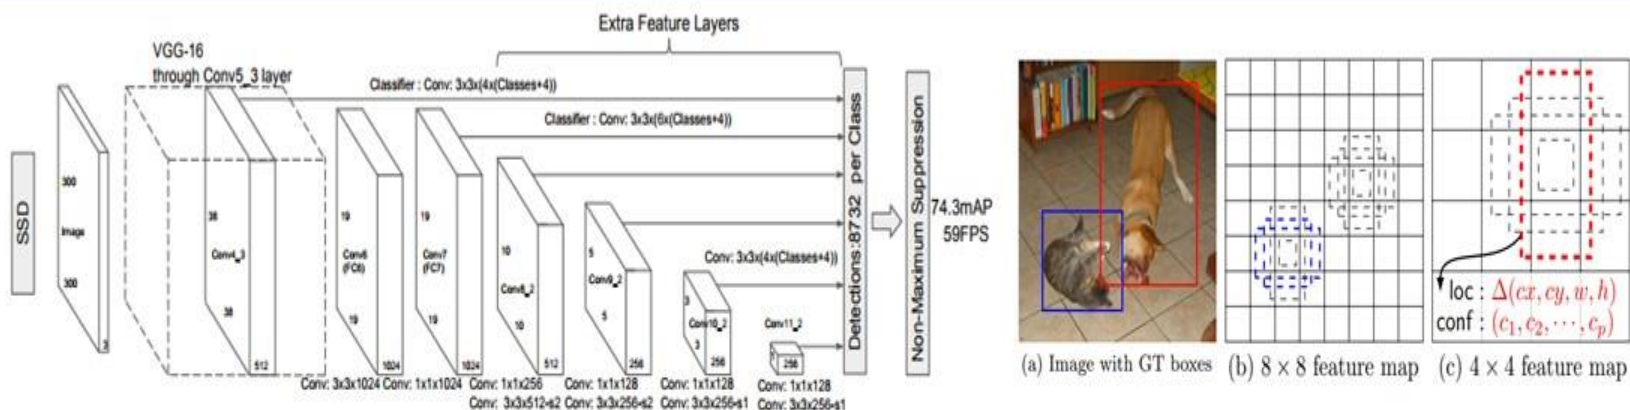 Extra Feature Layers
VGG-16
through Conv5_3 layer
Classifier : Conv: 3x3x(4x(Classes+4))
Classifier : Conv: 3x3x(6x(Classes+4))
Conv: 3x3x(4x(Classes+4))
SSD
300
Image
300
3
38
Conv4_3
38
512
19
Conv6
(FC6)
19
1024
19
Conv7
(FC7)
19
1024
10
Conv8_2
10
512
5
Conv9_2
5
256
3
Conv10_2
3
256
Conv11_2
256
Conv: 3x3x1024
Conv: 1x1x1024
Conv: 1x1x256
Conv: 3x3x512-s2
Conv: 1x1x128
Conv: 3x3x256-s2
Conv: 1x1x128
Conv: 3x3x256-s1
Conv: 1x1x128
Conv: 3x3x256-s1
Detections:8732 per Class
Non-Maximum Suppression
74.3mAP
59FPS
(a) Image with GT boxes
(b) 8 × 8 feature map
loc : Δ(cx, cy, w, h)
conf : (c₁, c₂, ⋯, cₚ)
(c) 4 × 4 feature map